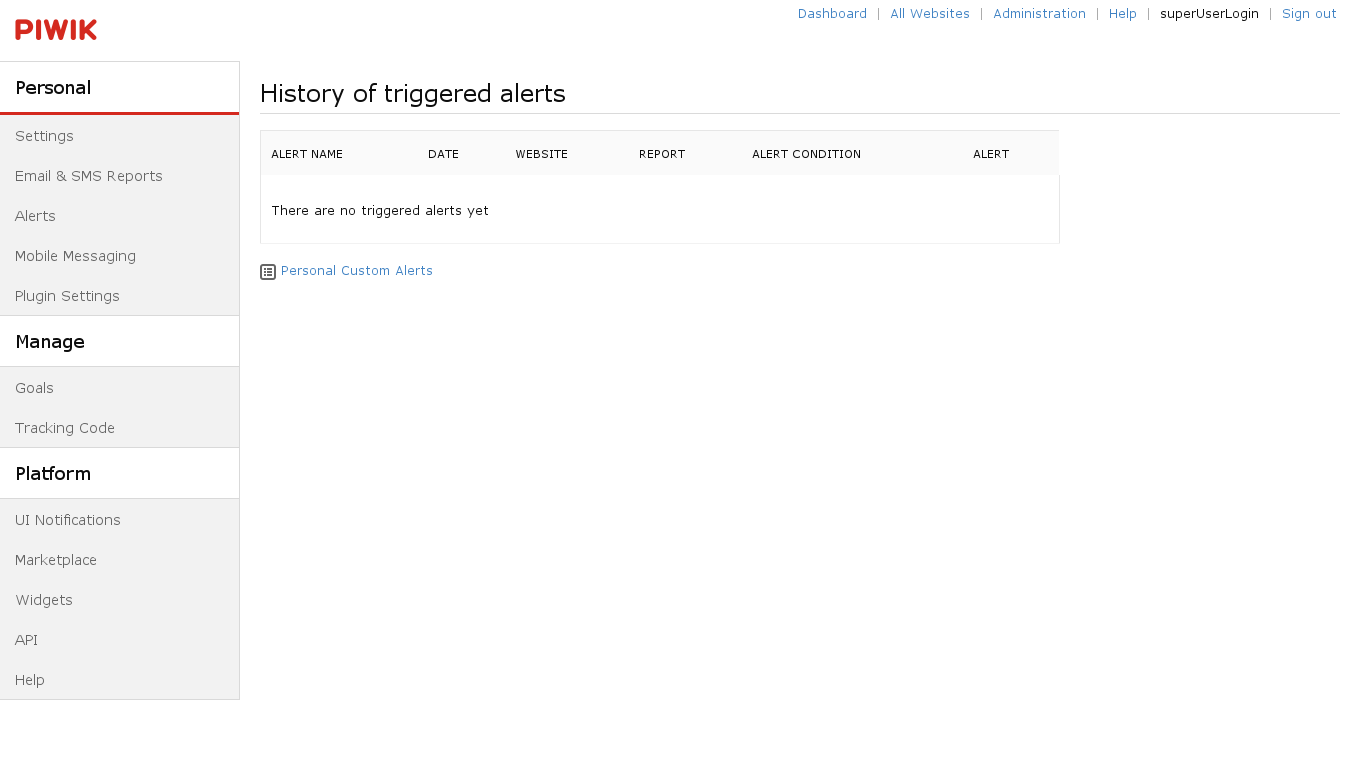 PIWIK
Dashboard | All Websites | Administration | Help | superUserLogin | Sign out
Personal
Settings
Email & SMS Reports
Alerts
Mobile Messaging
Plugin Settings
Manage
Goals
Tracking Code
Platform
UI Notifications
Marketplace
Widgets
API
Help
History of triggered alerts
ALERT NAME DATE WEBSITE REPORT ALERT CONDITION ALERT
There are no triggered alerts yet
Personal Custom Alerts